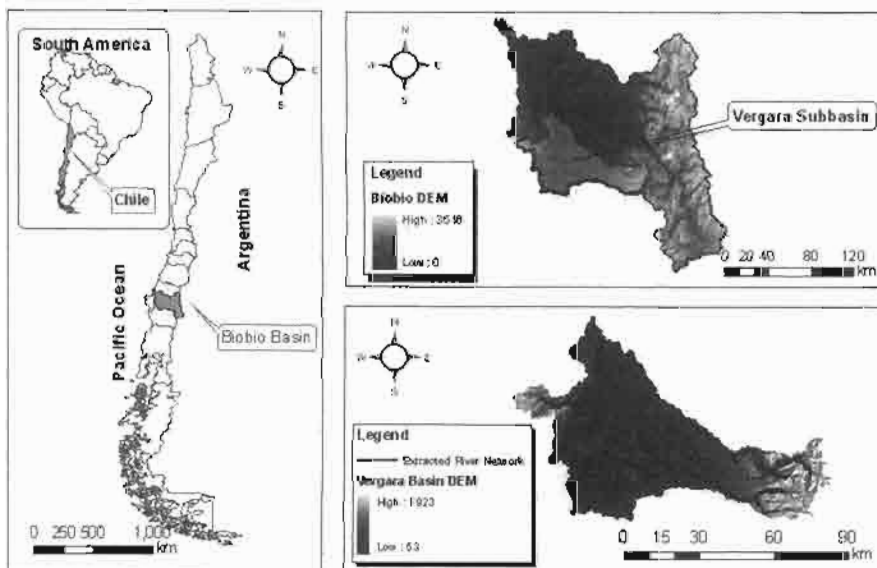 South America
Chile
N
W E
S
Argentina
Pacific Ocean
Biobio Basin
0 250 500 1,000
km
N
W E
S
Vergara Subbasin
Legend
Biobio DEM
High : 3518
Low : 0
0 20 40 80 120
km
N
W E
S
Legend
Extracted River Network
Vergara Basin DEM
High : 1923
Low : 53
0 15 30 60 90
km